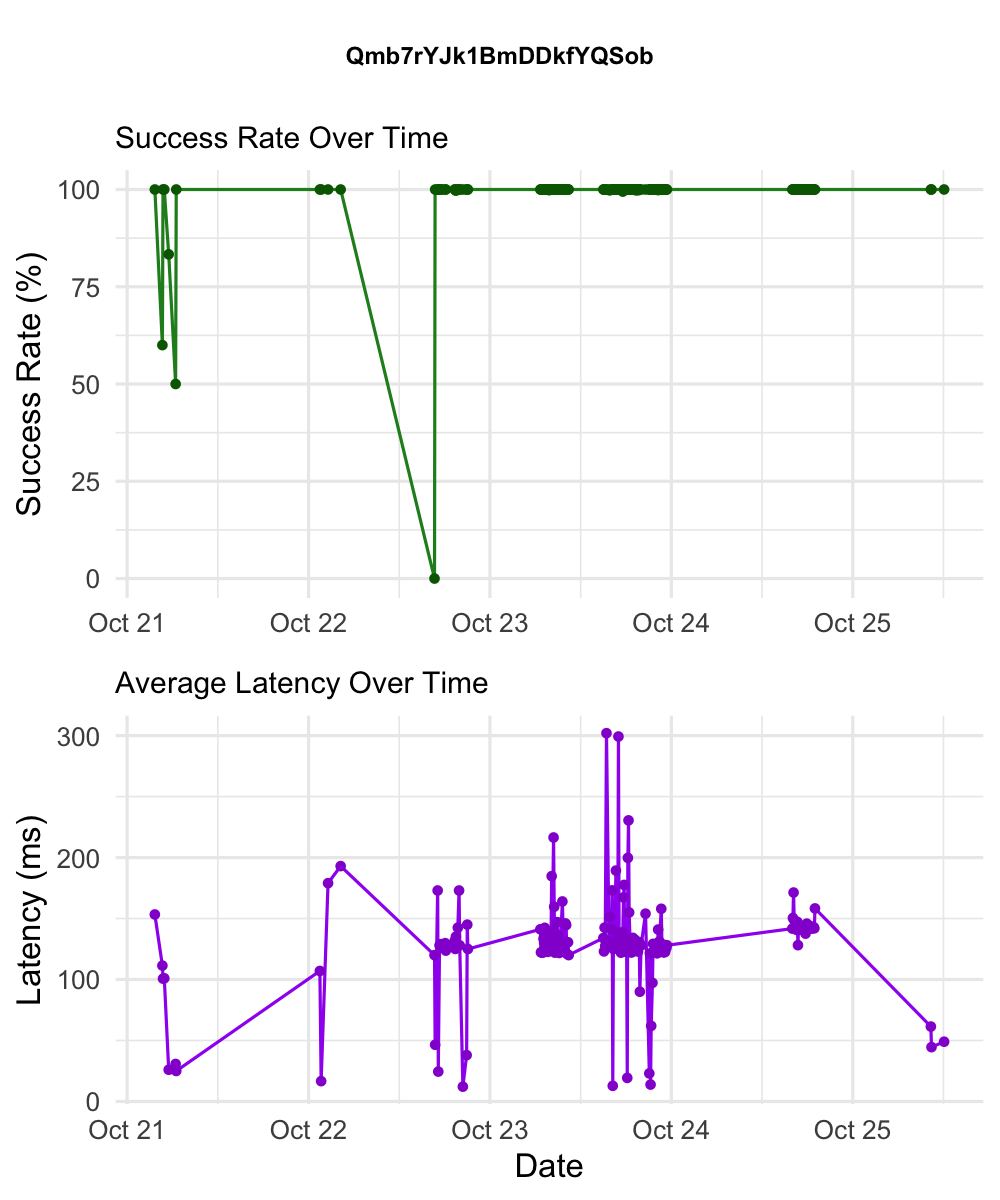 Qmb7rYJk1BmDDkfYQSob
Success Rate Over Time
Success Rate (%)
100
75
50
25
0
Oct 21 Oct 22 Oct 23 Oct 24 Oct 25
Average Latency Over Time
Latency (ms)
300
200
100
0
Oct 21 Oct 22 Oct 23 Oct 24 Oct 25
Date